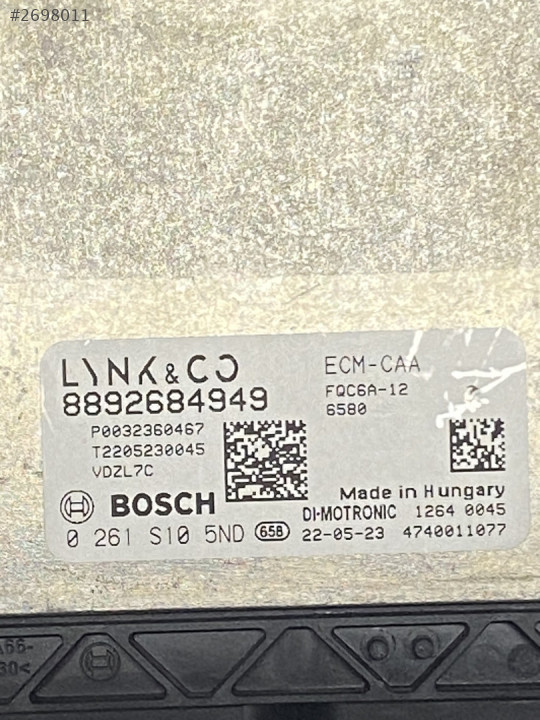 #2698011
LYNK & CO
8892684949
P0032360467
T2205230045
VDZL7C
BOSCH
0 261 S10 5ND 658
ECM-CAA
FQC6A-12
6580
Made in Hungary
DI-MOTRONIC 1264 0045
22-05-23 4740011077